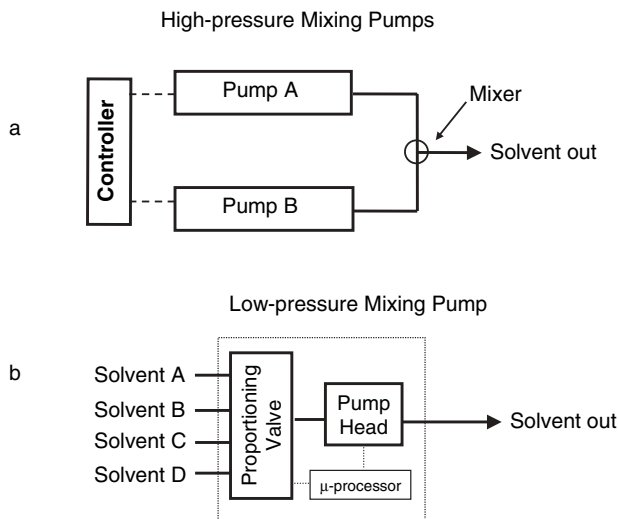 High-pressure Mixing Pumps
a
Controller
Pump A
Pump B
Mixer
Solvent out
Low-pressure Mixing Pump
b
Solvent A
Solvent B
Solvent C
Solvent D
Proportioning
Valve
Pump
Head
μ-processor
Solvent out